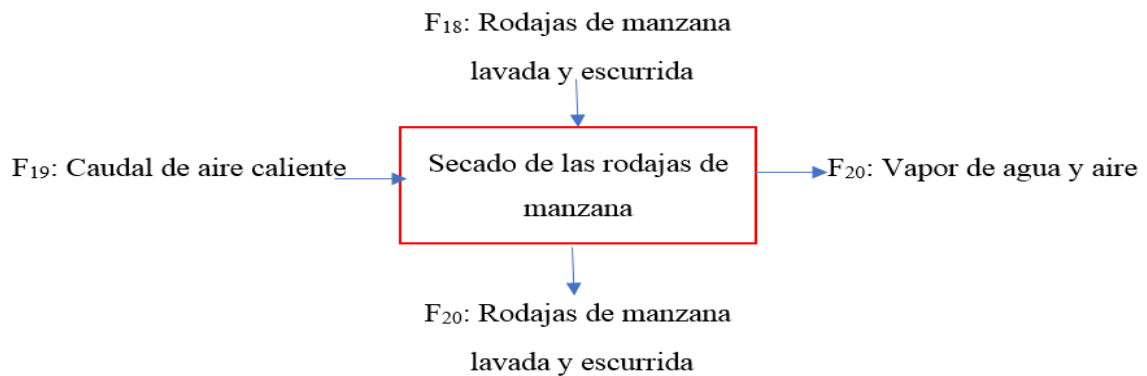 F₁₈: Rodajas de manzana
lavada y escurrida
F₁₉: Caudal de aire caliente
Secado de las rodajas de
manzana
F₂₀: Vapor de agua y aire
F₂₀: Rodajas de manzana
lavada y escurrida